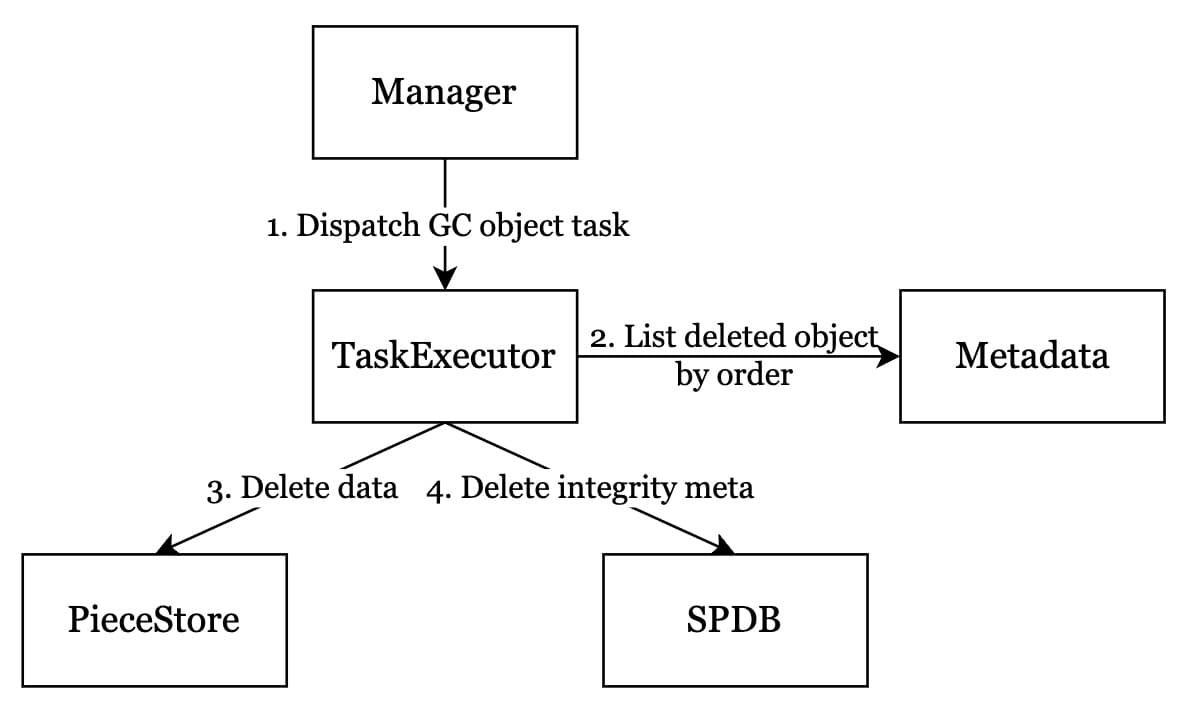 Manager
1. Dispatch GC object task
TaskExecutor
2. List deleted object
by order
Metadata
3. Delete data
4. Delete integrity meta
PieceStore
SPDB